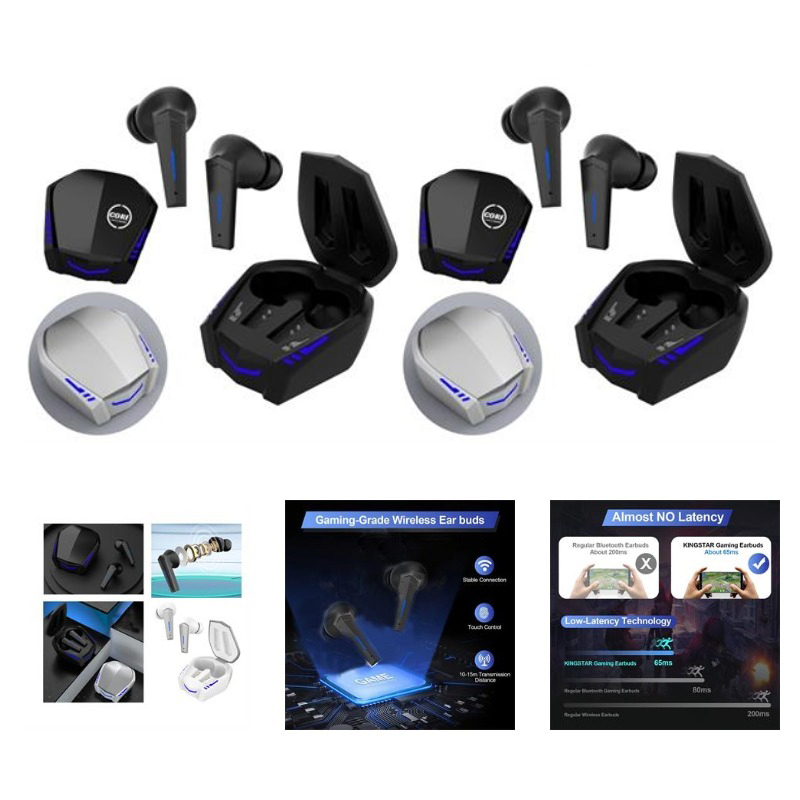 Gaming-Grade Wireless Ear buds
Stable Connection
Touch Control
10-15m Transmission
Distance
GAME
Almost NO Latency
Regular Bluetooth Earbuds
About 200ms
KINGSTAR Gaming Earbuds
About 65ms
Low-Latency Technology
KINGSTAR Gaming Earbuds
65ms
Regular Bluetooth Gaming Earbuds
80ms
Regular Wireless Earbuds
200ms